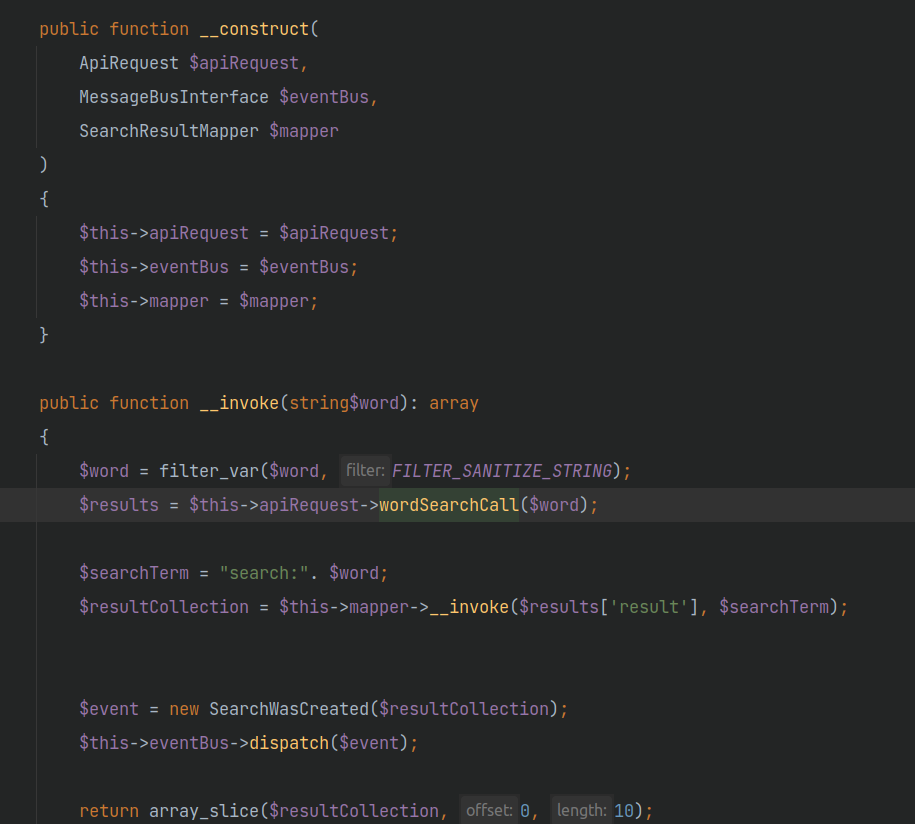 public function __construct(
ApiRequest $apiRequest,
MessageBusInterface $eventBus,
SearchResultMapper $mapper
)
{
$this->apiRequest = $apiRequest;
$this->eventBus = $eventBus;
$this->mapper = $mapper;
}
public function __invoke(string$word): array
{
$word = filter_var($word, filter: FILTER_SANITIZE_STRING);
$results = $this->apiRequest->wordSearchCall($word);
$searchTerm = "search:". $word;
$resultCollection = $this->mapper->__invoke($results['result'], $searchTerm);
$event = new SearchWasCreated($resultCollection);
$this->eventBus->dispatch($event);
return array_slice($resultCollection, offset: 0, length: 10);